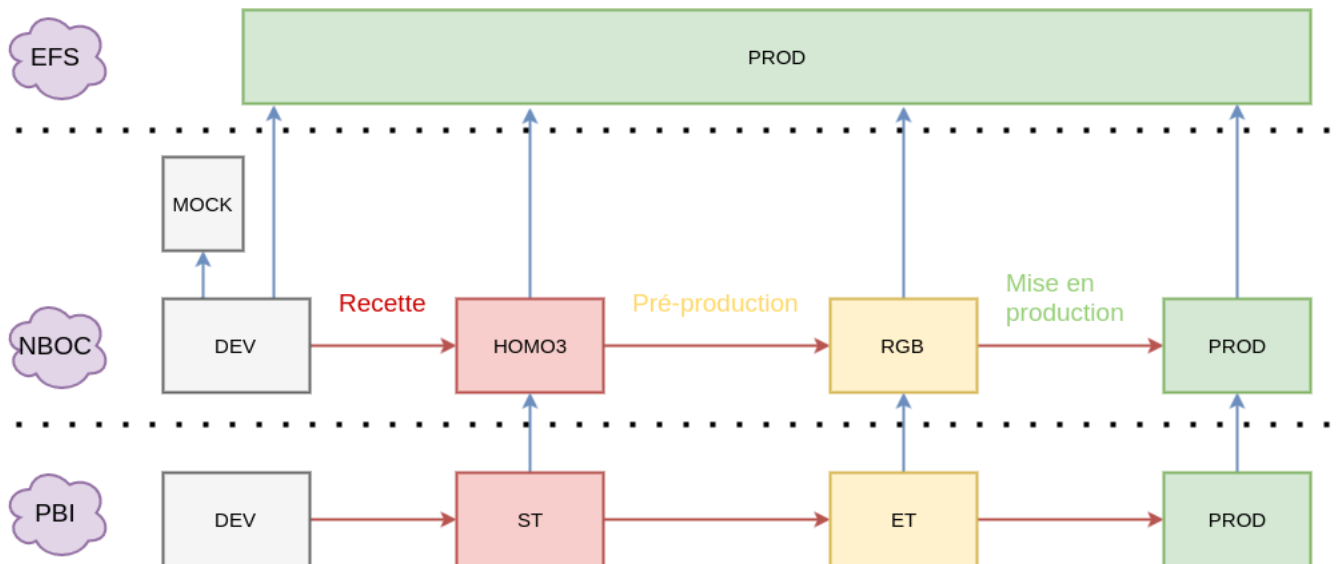 EFS
PROD
MOCK
Recette
Pré-production
Mise en
production
NBOC
DEV
HOMO3
RGB
PROD
PBI
DEV
ST
ET
PROD